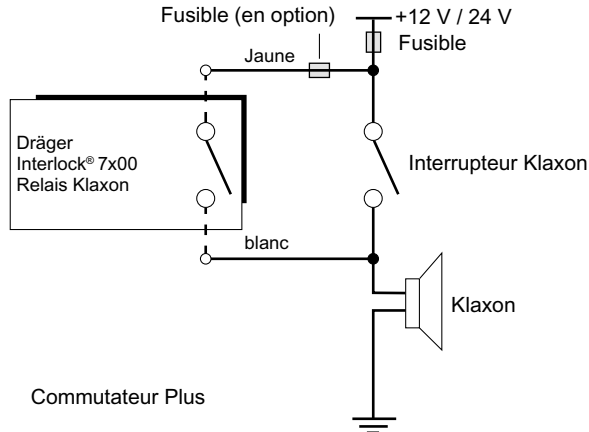 Fusible (en option)
+12 V / 24 V
Fusible
Jaune
Dräger
Interlock® 7x00
Relais Klaxon
Interrupteur Klaxon
blanc
Klaxon
Commutateur Plus